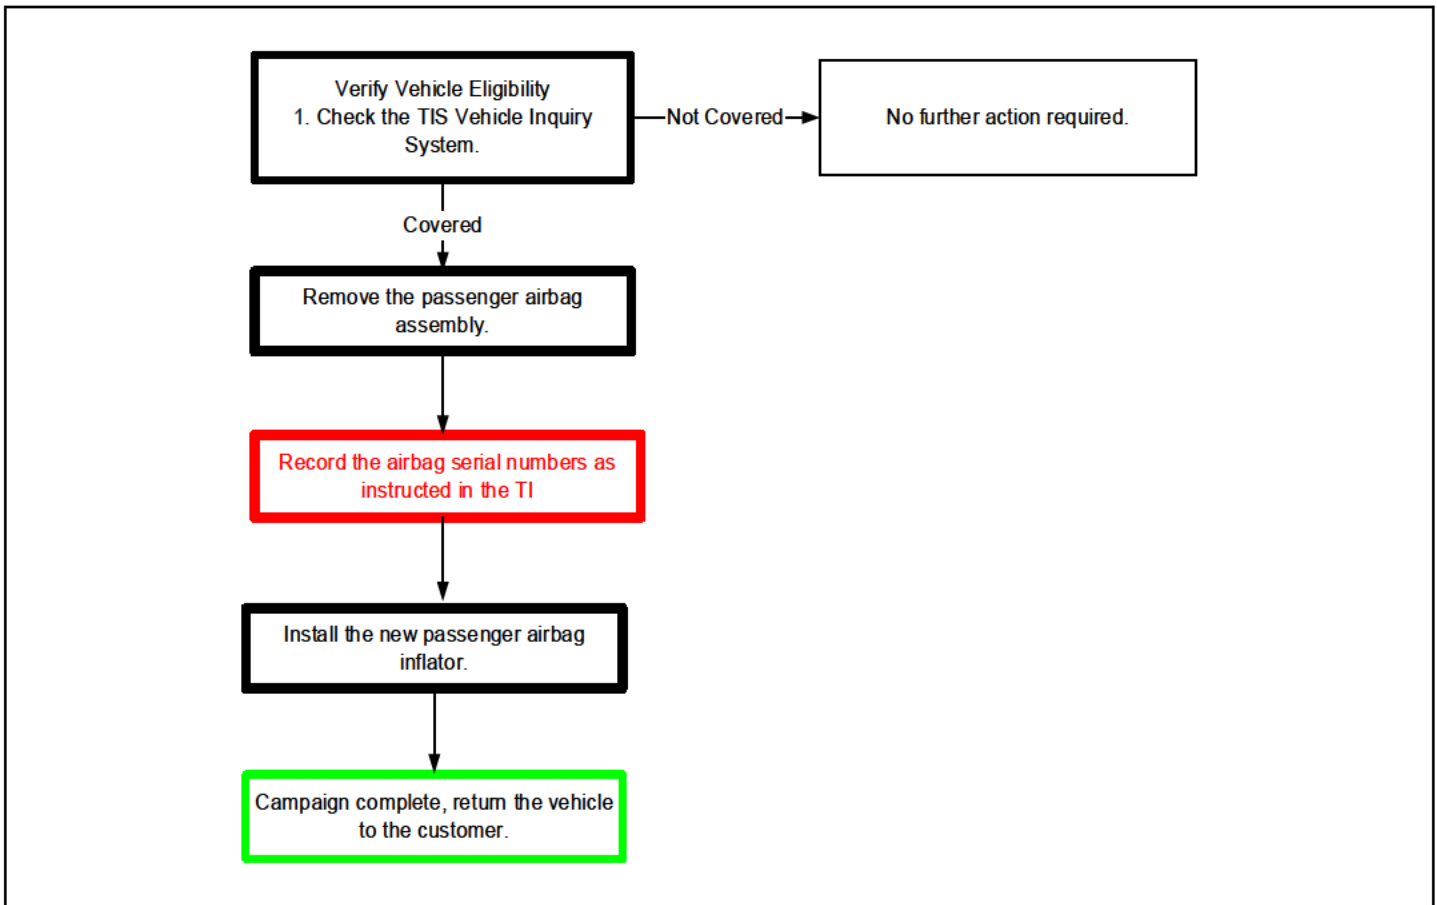 Verify Vehicle Eligibility
1. Check the TIS Vehicle Inquiry
System.
Not Covered
No further action required.
Covered
Remove the passenger airbag
assembly.
Record the airbag serial numbers as
instructed in the TI
Install the new passenger airbag
inflator.
Campaign complete, return the vehicle
to the customer.